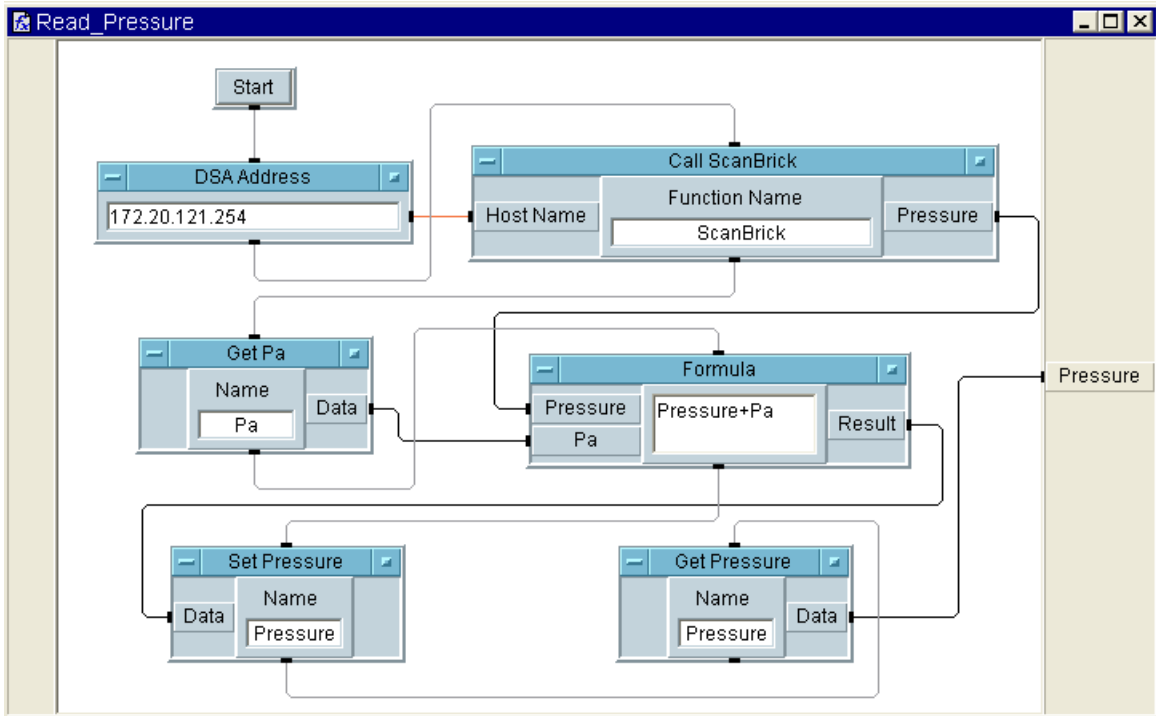 Read_Pressure
Start
DSA Address
172.20.121.254
Call ScanBrick
Host Name
Function Name
ScanBrick
Pressure
Get Pa
Name
Pa
Data
Formula
Pressure
Pa
Pressure+Pa
Result
Pressure
Set Pressure
Data
Name
Pressure
Get Pressure
Name
Pressure
Data